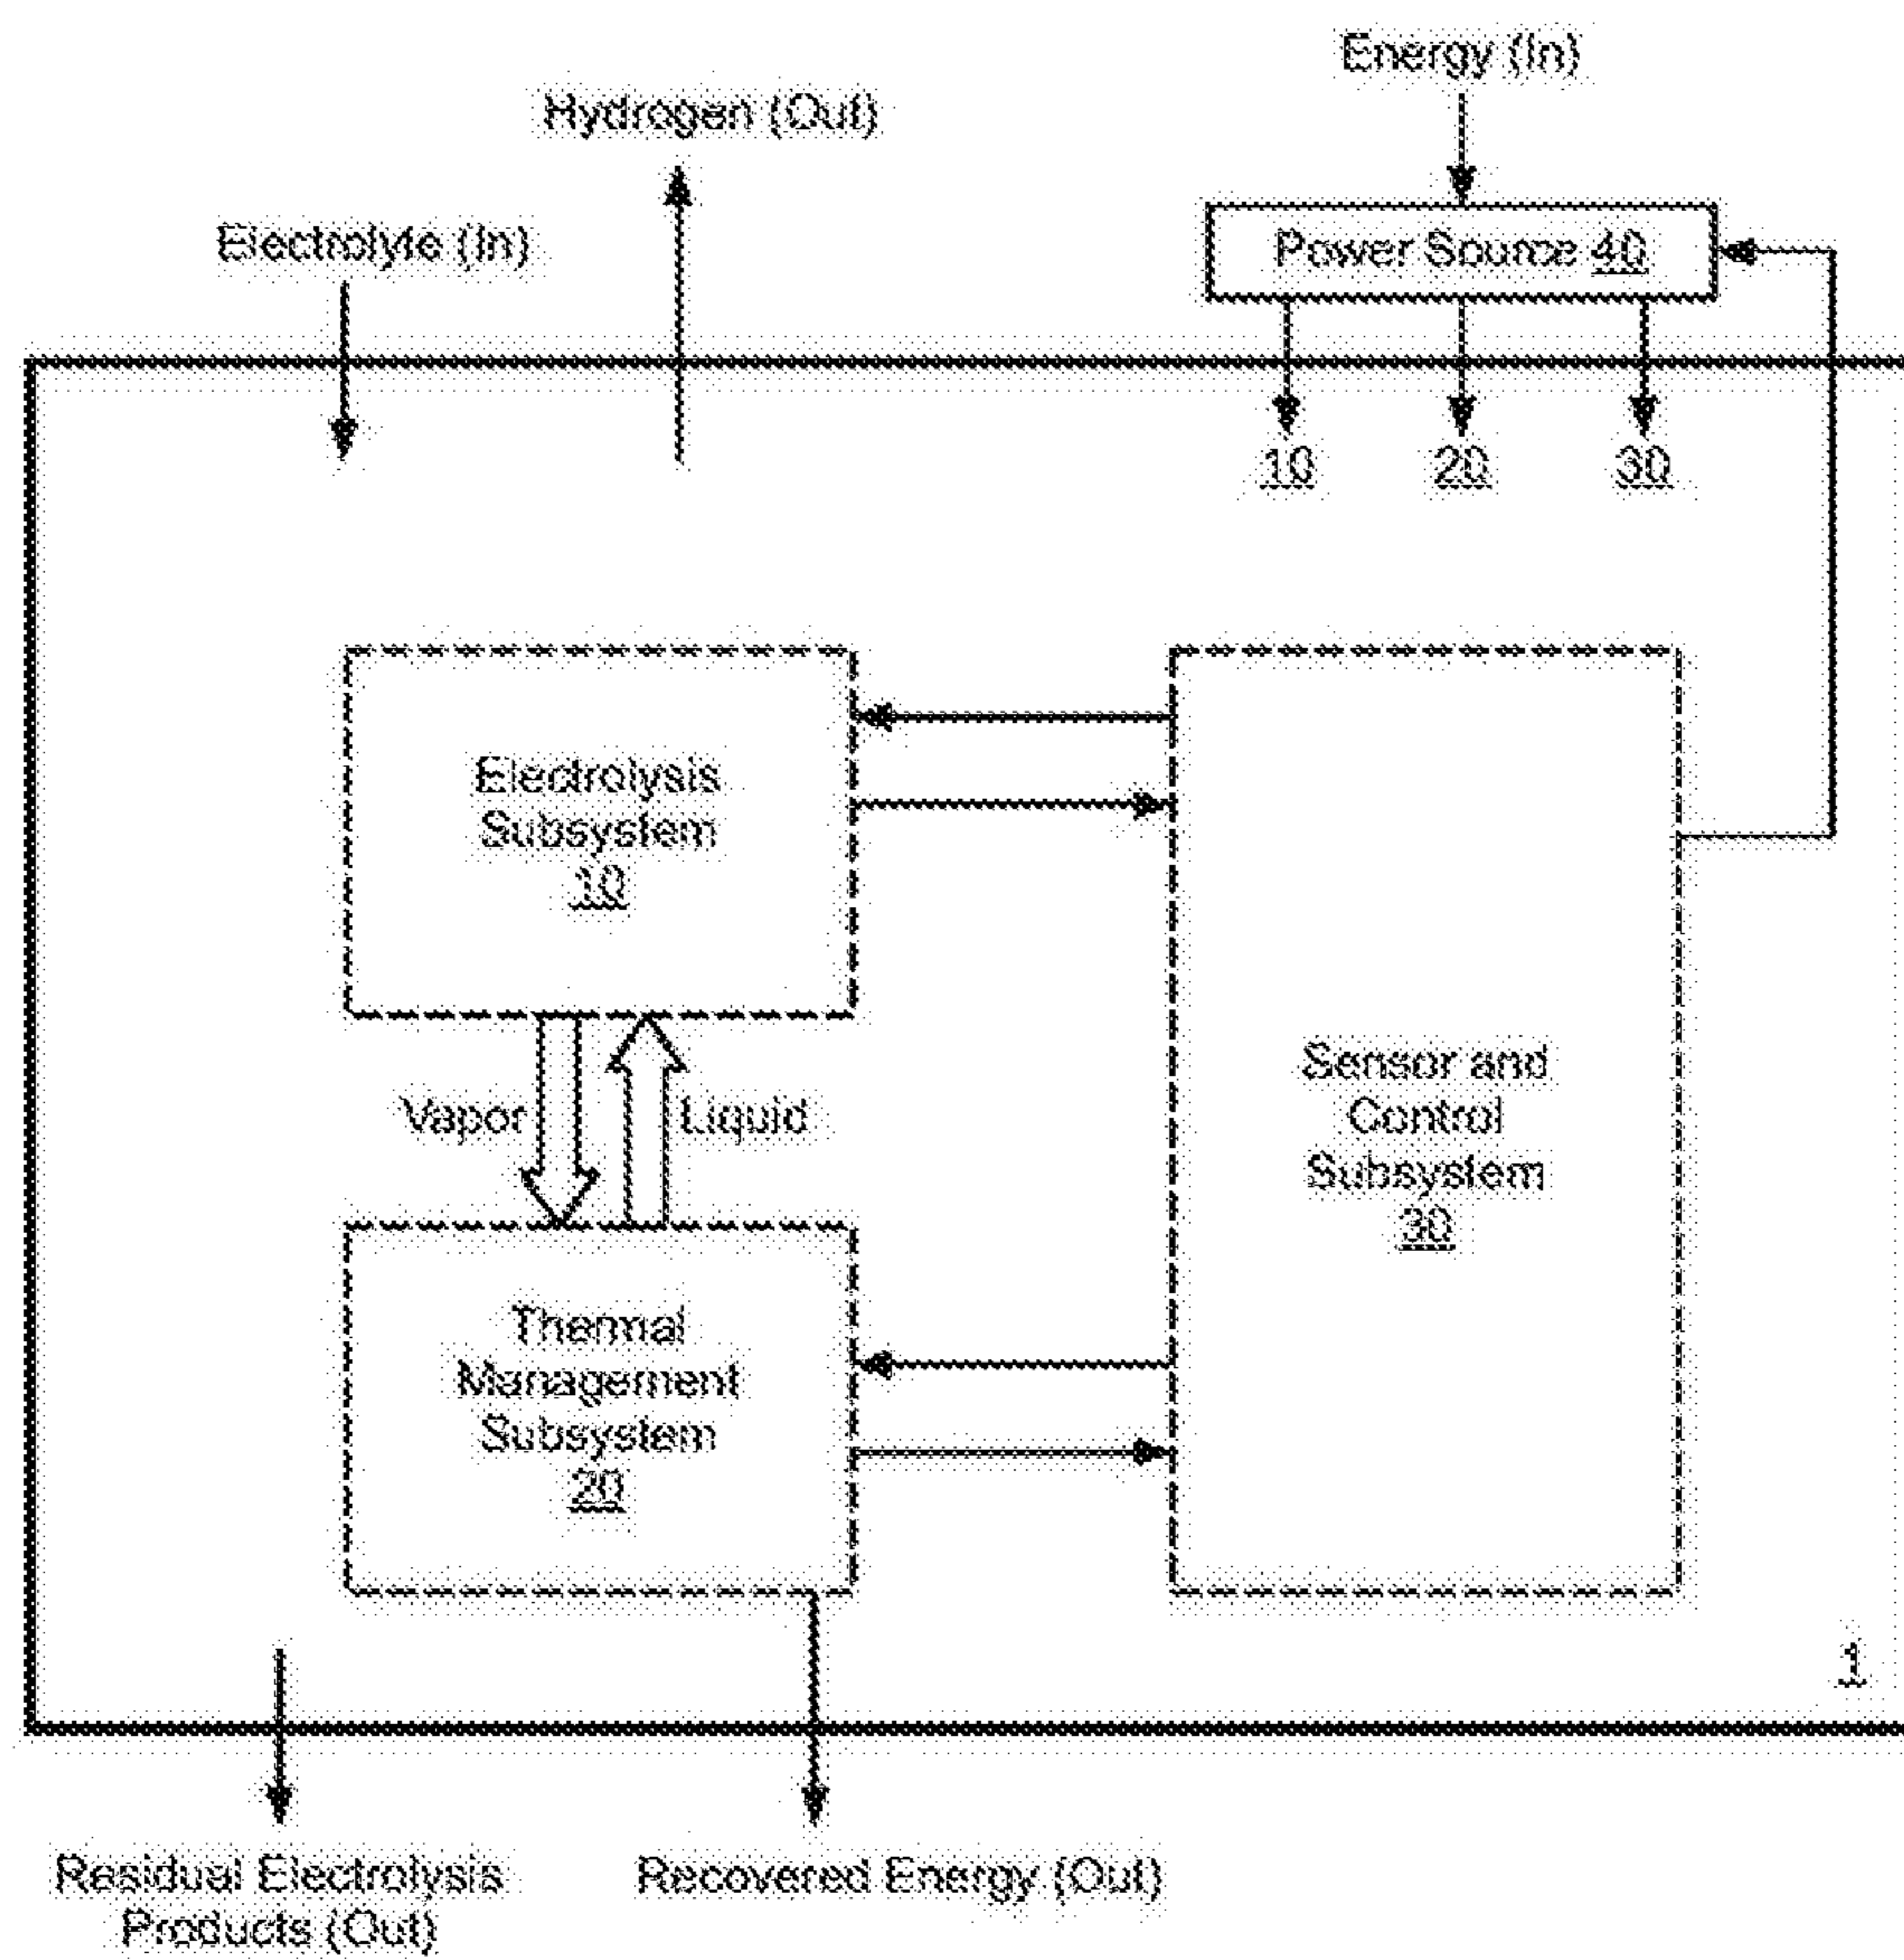 Energy (In)
Hydrogen (Out)
Electrolyte (In)
Power Source 40
10 20 30
Electrolysis
Subsystem
10
Vapor
Liquid
Sensor and
Control
Subsystem
30
Thermal
Management
Subsystem
20
1
Residual Electrolysis
Products (Out)
Recovered Energy (Out)